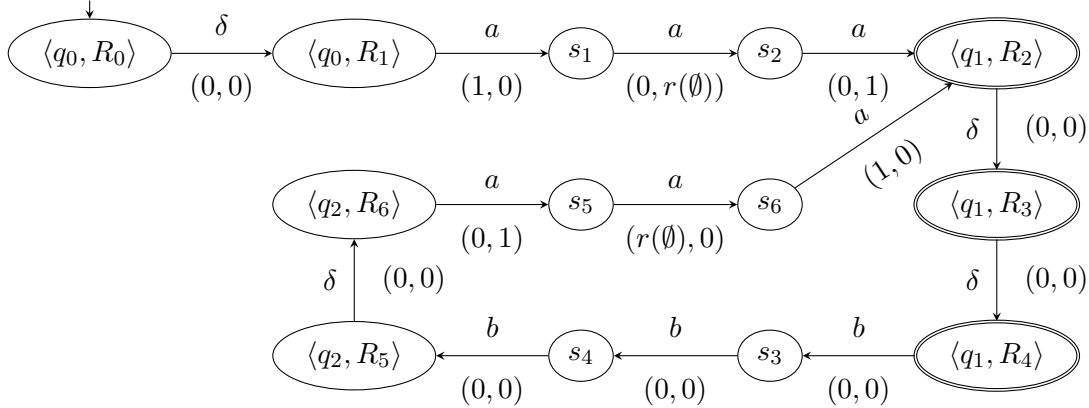 δ a a a
⟨q₀, R₀⟩ ⟨q₀, R₁⟩ s₁ s₂ ⟨q₁, R₂⟩
(0, 0) (1, 0) (0, r(∅)) (0, 1)
a δ (0, 0)
a a (1, 0)
⟨q₂, R₆⟩ s₅ s₆ ⟨q₁, R₃⟩
(0, 1) (r(∅), 0)
δ (0, 0) δ (0, 0)
b b b
⟨q₂, R₅⟩ s₄ s₃ ⟨q₁, R₄⟩
(0, 0) (0, 0) (0, 0)